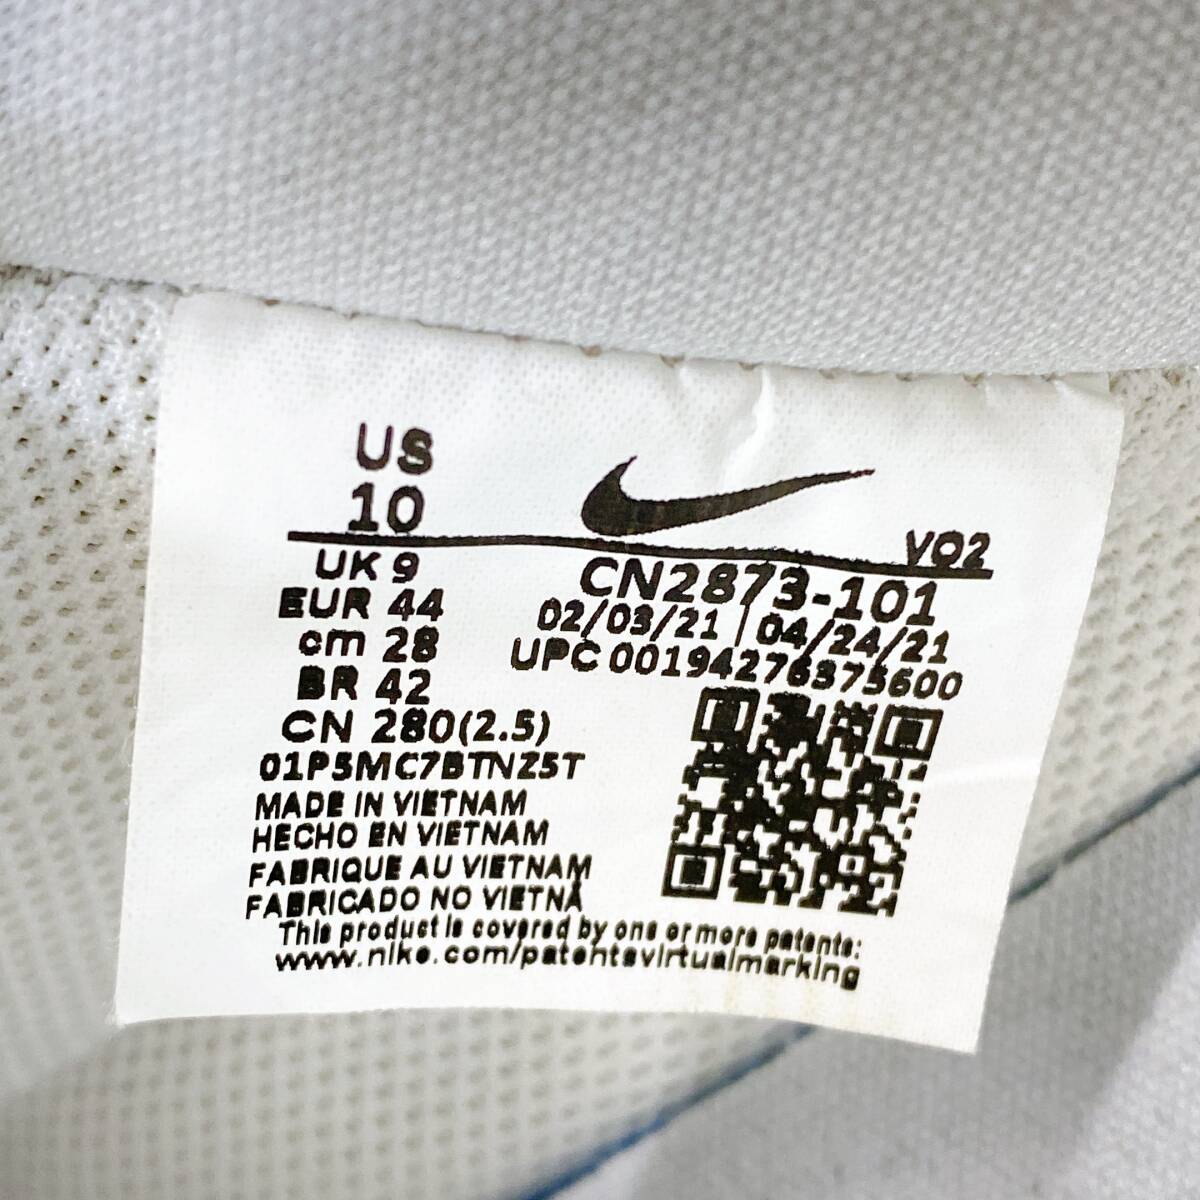 US
10
UK 9
EUR 44
cm 28
BR 42
CN 280(2.5)
01P5MC7BTNZ5T
MADE IN VIETNAM
HECHO EN VIETNAM
FABRIQUE AU VIETNAM
FABRICADO NO VIETNÃ
This product is covered by one or more patents:
www.nike.com/patentsvirtualmarking
VO2
CN2873-101
02/03/21 | 04/24/21
UPC 00194276375600